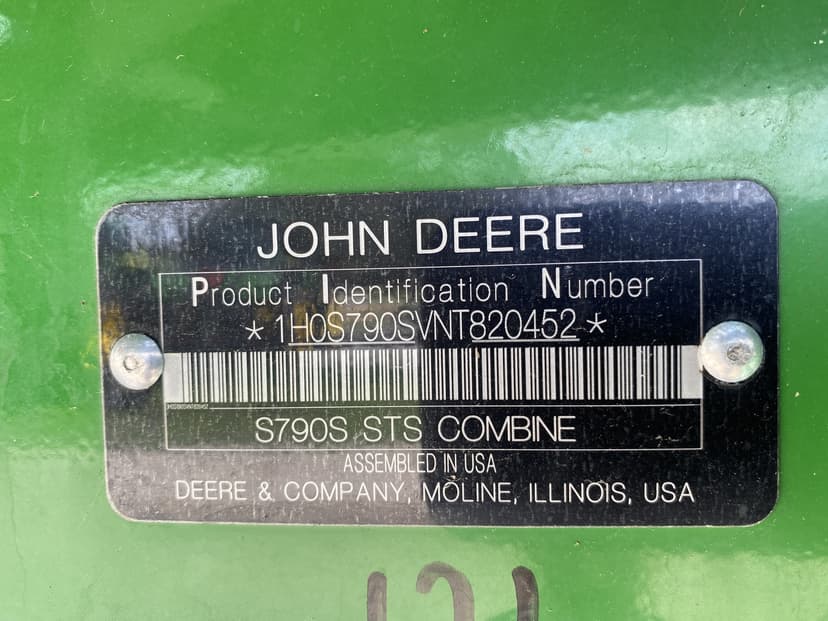 JOHN DEERE
Product Identification Number
*1H0S790SVNT820452*
S790S STS COMBINE
ASSEMBLED IN USA
DEERE & COMPANY, MOLINE, ILLINOIS, USA